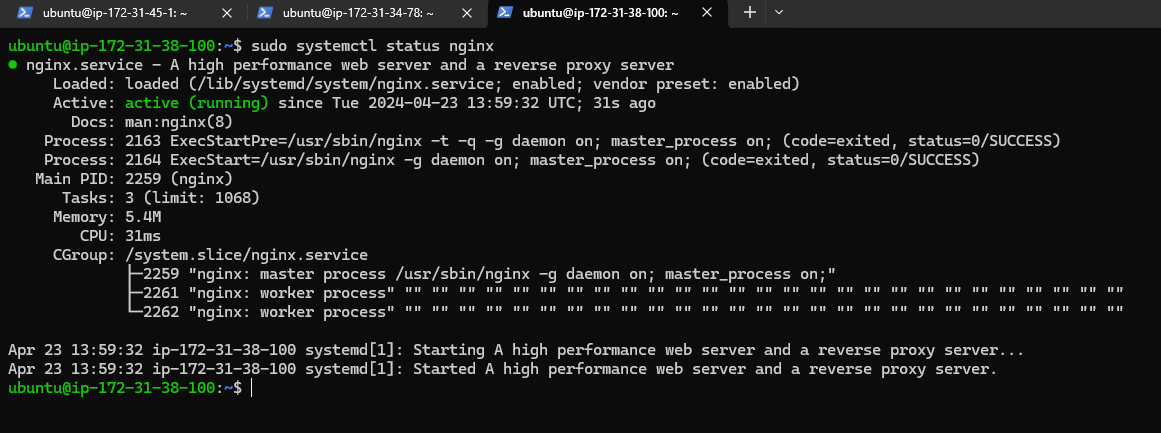 ubuntu@ip-172-31-45-1: ~
ubuntu@ip-172-31-34-78: ~
ubuntu@ip-172-31-38-100: ~
ubuntu@ip-172-31-38-100:~$ sudo systemctl status nginx
● nginx.service - A high performance web server and a reverse proxy server
Loaded: loaded (/lib/systemd/system/nginx.service; enabled; vendor preset: enabled)
Active: active (running) since Tue 2024-04-23 13:59:32 UTC; 31s ago
Docs: man:nginx(8)
Process: 2163 ExecStartPre=/usr/sbin/nginx -t -q -g daemon on; master_process on; (code=exited, status=0/SUCCESS)
Process: 2164 ExecStart=/usr/sbin/nginx -g daemon on; master_process on; (code=exited, status=0/SUCCESS)
Main PID: 2259 (nginx)
Tasks: 3 (limit: 1068)
Memory: 5.4M
CPU: 31ms
CGroup: /system.slice/nginx.service
├─2259 "nginx: master process /usr/sbin/nginx -g daemon on; master_process on;"
├─2261 "nginx: worker process" "" "" "" "" "" "" "" "" "" "" "" "" "" "" "" "" "" "" "" "" "" "" "" "" "" "" ""
└─2262 "nginx: worker process" "" "" "" "" "" "" "" "" "" "" "" "" "" "" "" "" "" "" "" "" "" "" "" "" "" "" ""
Apr 23 13:59:32 ip-172-31-38-100 systemd[1]: Starting A high performance web server and a reverse proxy server...
Apr 23 13:59:32 ip-172-31-38-100 systemd[1]: Started A high performance web server and a reverse proxy server.
ubuntu@ip-172-31-38-100:~$